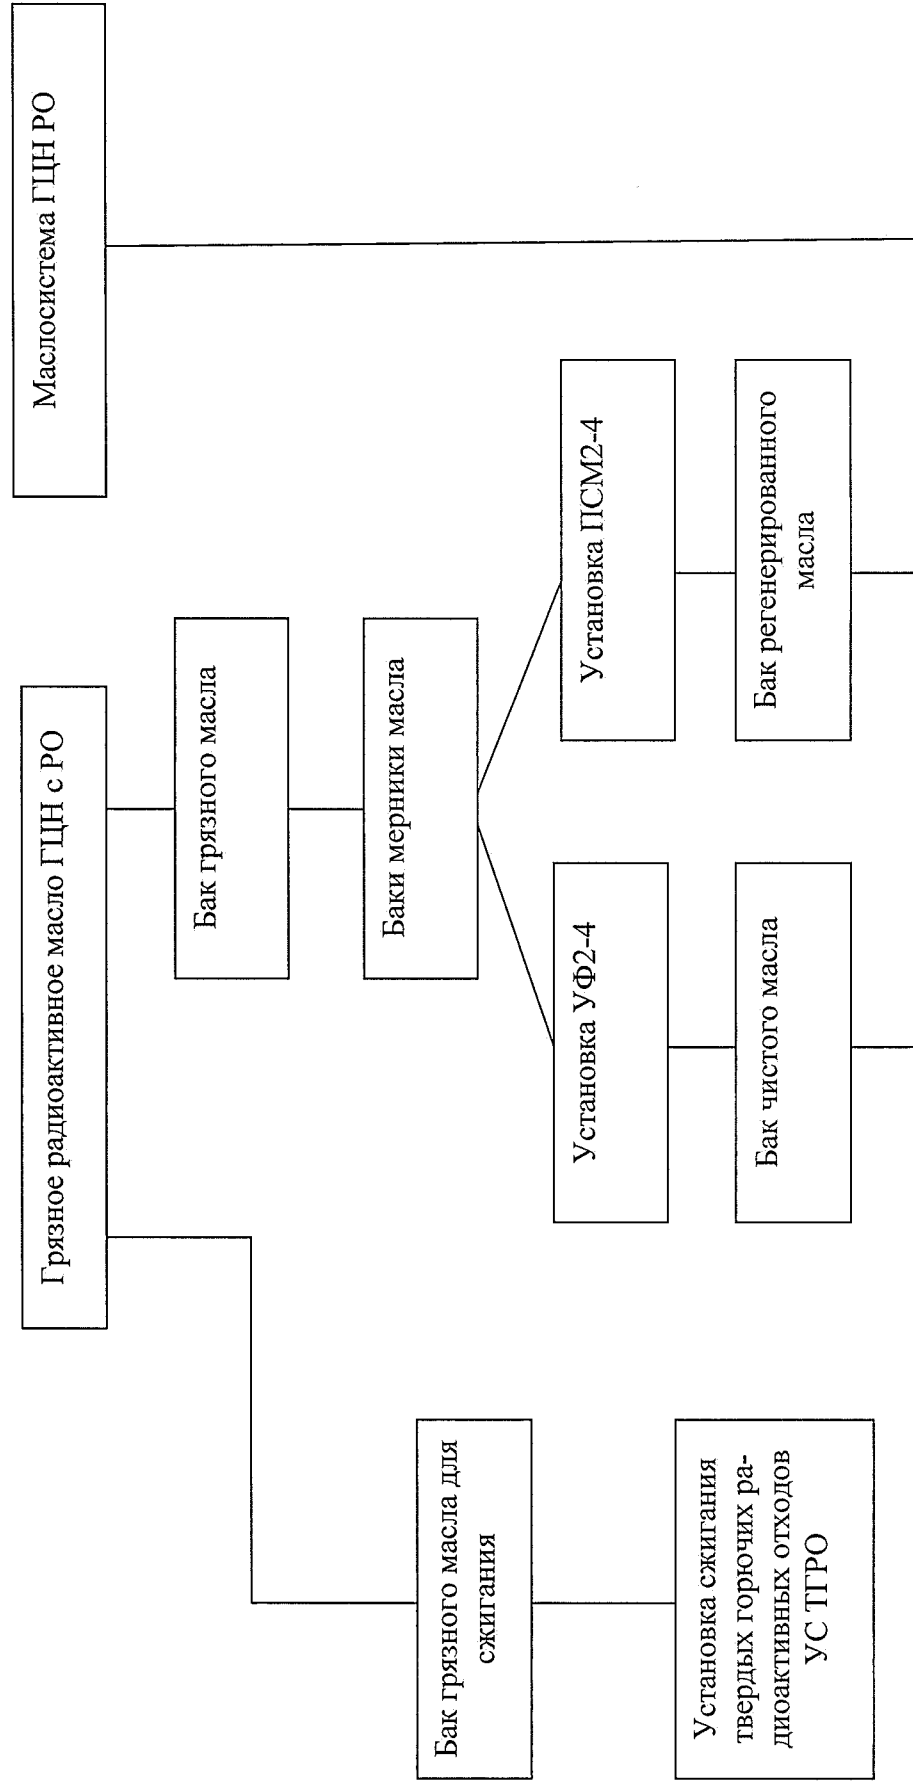 Грязное радиоактивное масло ГЦН с РО
Маслосистема ГЦН РО
Бак грязного масла
Баки мерники масла
Бак грязного масла для
сжигания
Установка УФ2-4
Установка ПСМ2-4
Установка сжигания
твердых горючих ра-
диоактивных отходов
УС ТГРО
Бак чистого масла
Бак регенерированного
масла